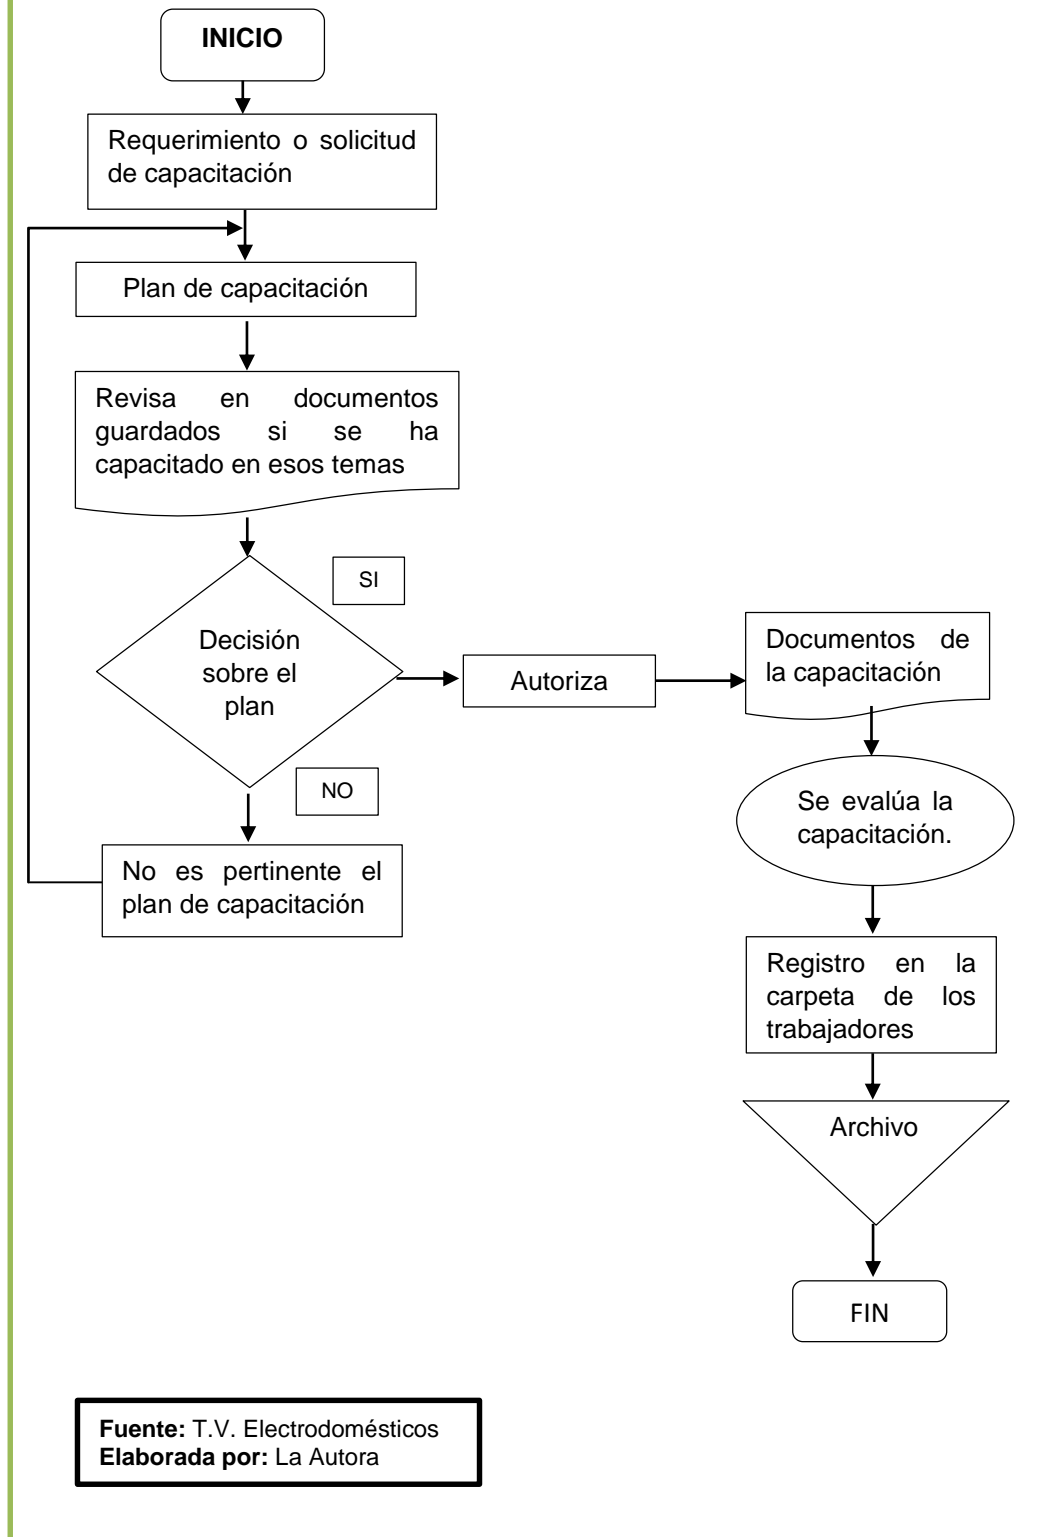 INICIO
Requerimiento o solicitud
de capacitación
Plan de capacitación
Revisa en documentos
guardados si se ha
capacitado en esos temas
SI
Decisión
sobre el
plan
Autoriza
Documentos de
la capacitación
NO
Se evalúa la
capacitación.
No es pertinente el
plan de capacitación
Registro en la
carpeta de los
trabajadores
Archivo
FIN
Fuente: T.V. Electrodomésticos
Elaborada por: La Autora